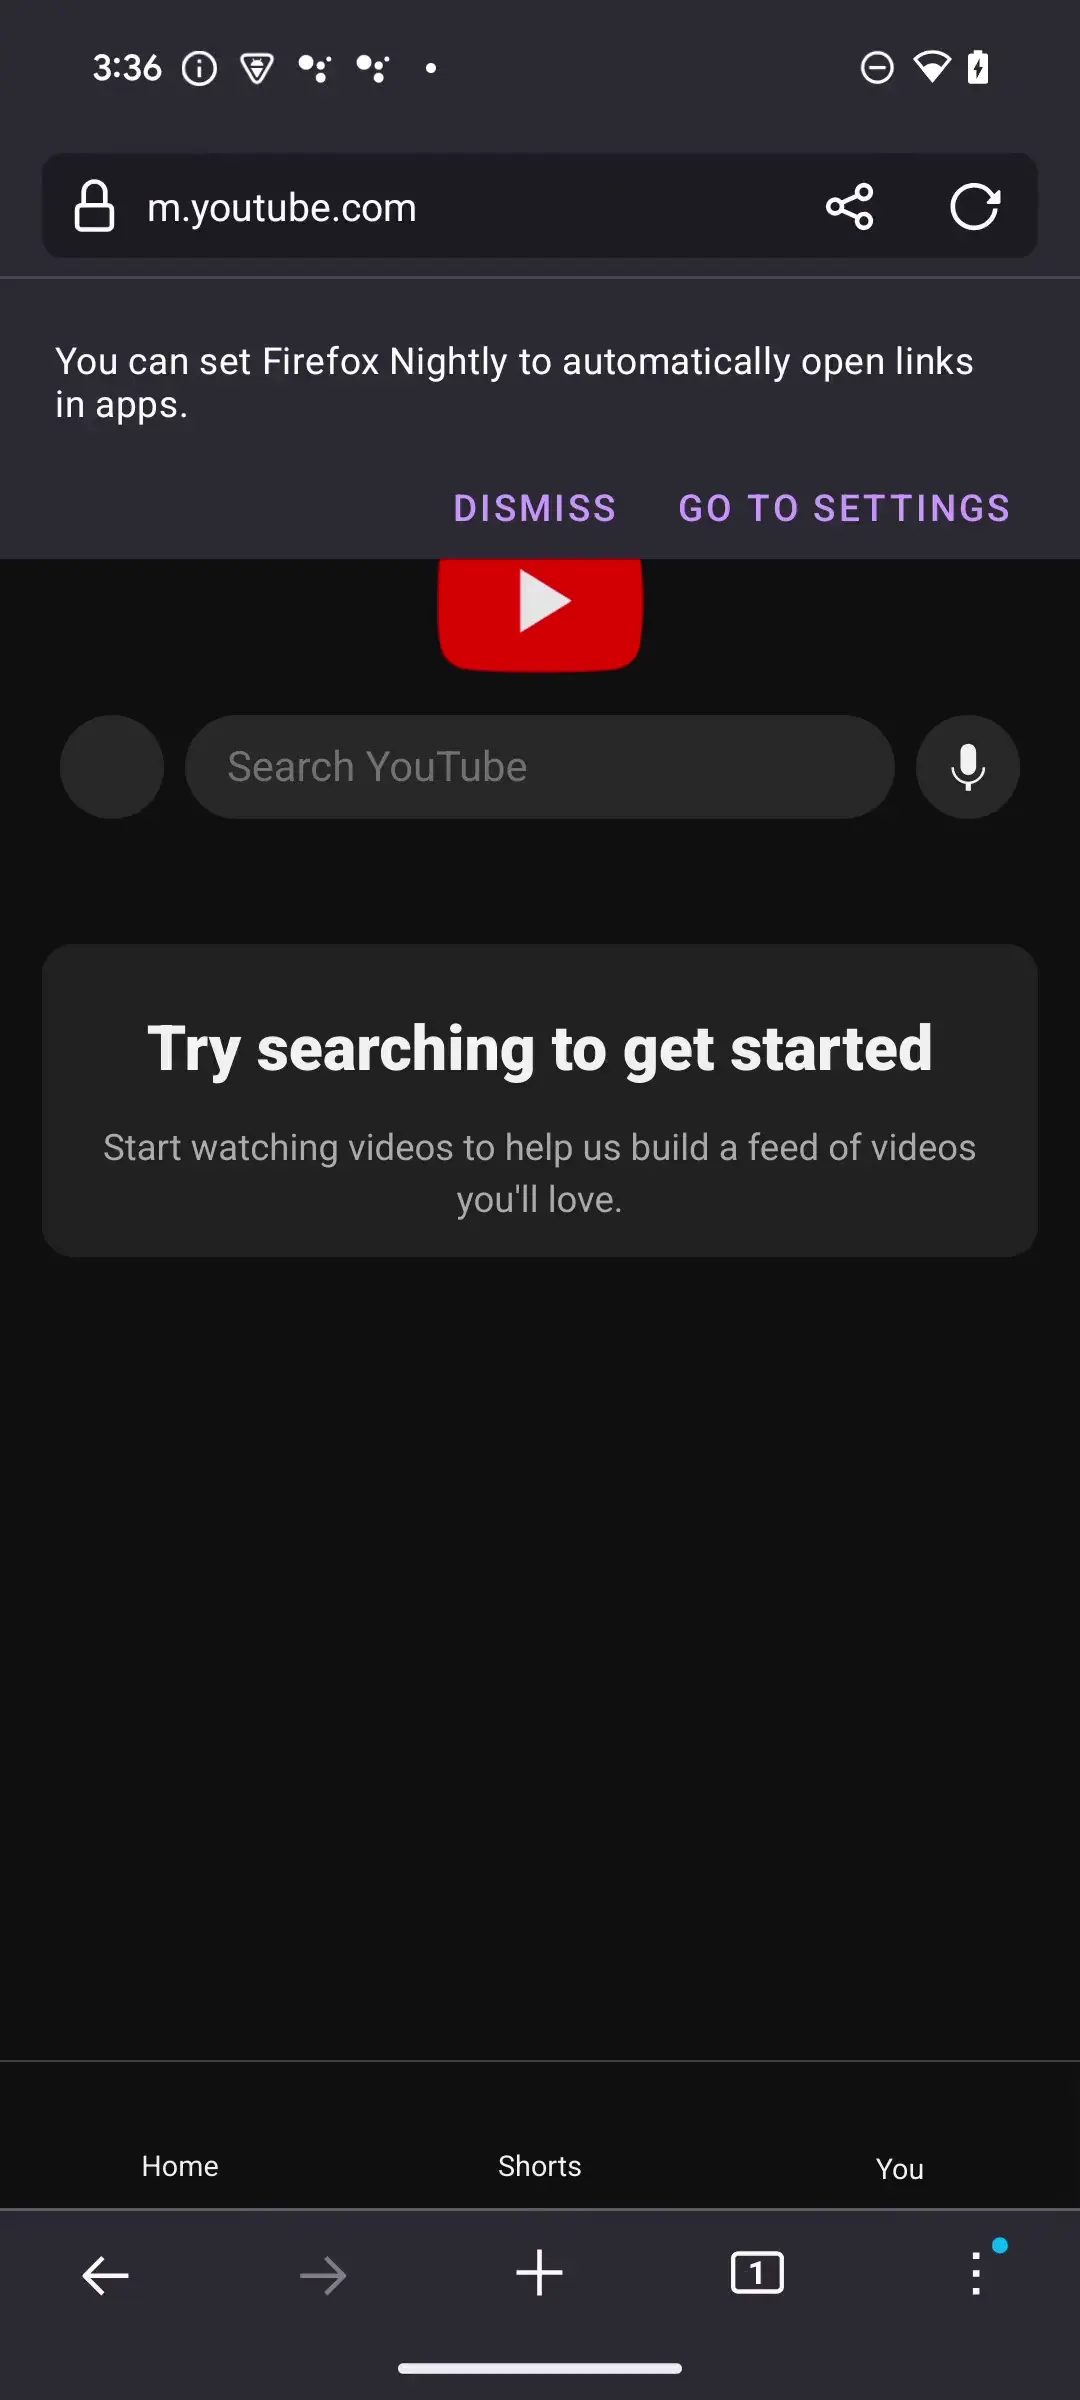 3:36
m.youtube.com
You can set Firefox Nightly to automatically open links
in apps.
DISMISS GO TO SETTINGS
Search YouTube
Try searching to get started
Start watching videos to help us build a feed of videos
you'll love.
Home Shorts You
1